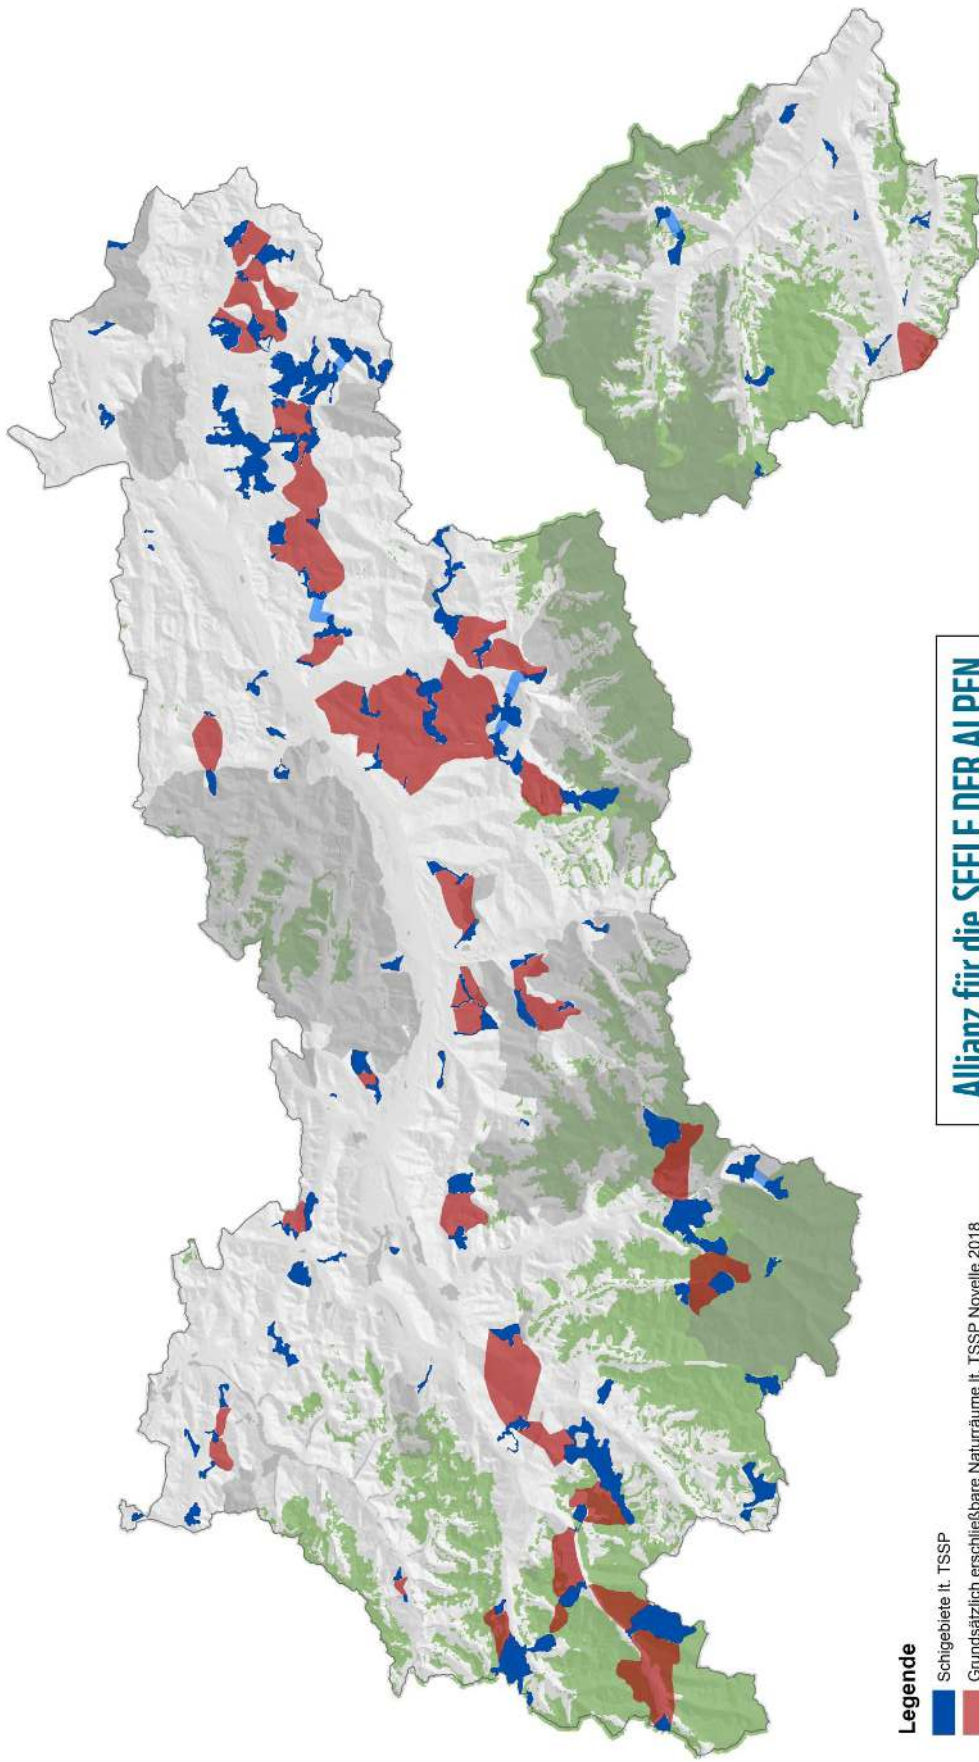 Legende
Schigebiete lt. TSSP
Grundsätzlich erschließbare Naturräume lt. TSSP Novelle 2018
Allianz für die SEELE DER ALPEN